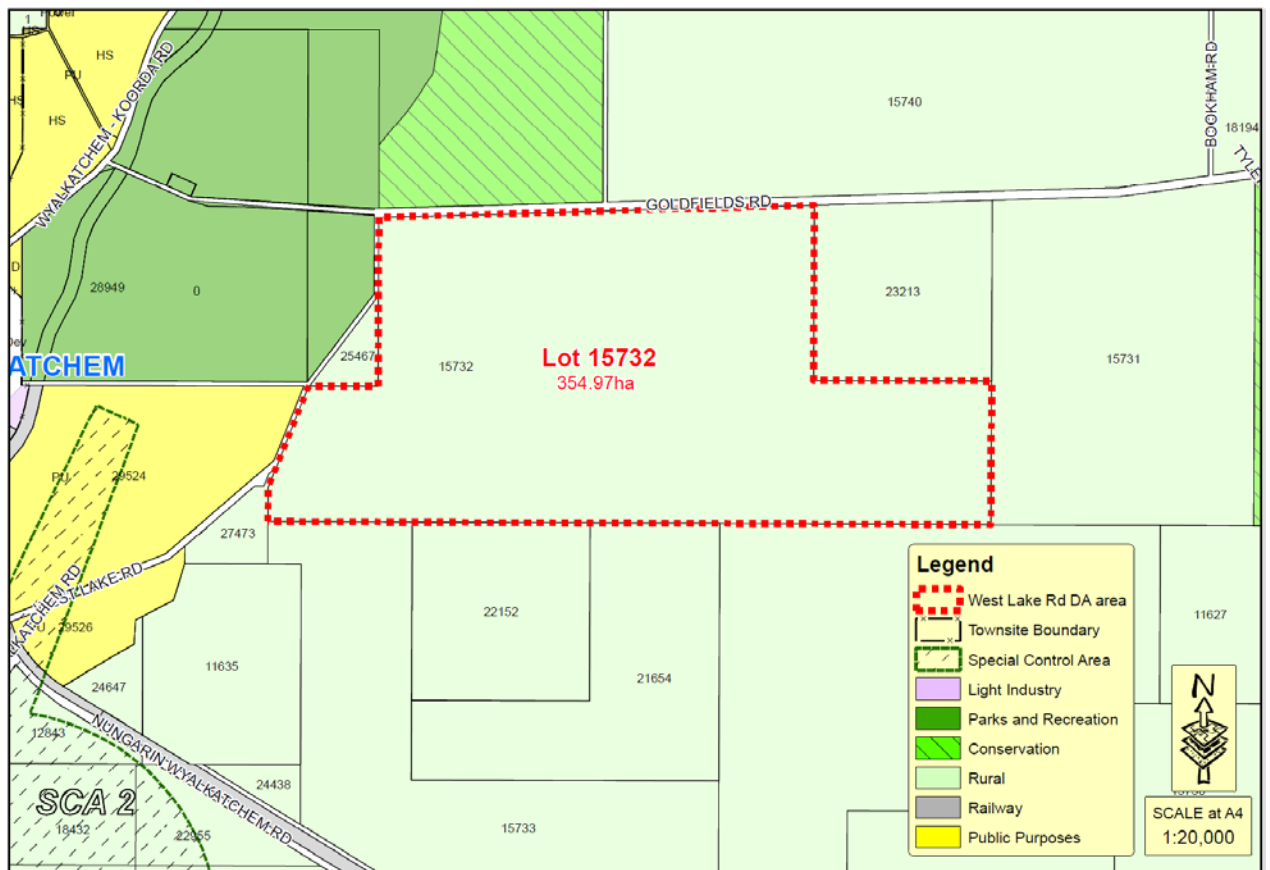 1
HS
PU
HS
HS
WYALKATCHEM - KOORDA RD
15740
BOOKHAM RD
18194
GOLDFIELDS RD
28949
0
D
23213
25467
15732
Lot 15732
354.97ha
15731
ATCHEM
PU
29524
27473
ST LAKE RD
LKATCHEM RD
29526
22152
11635
21654
24647
11627
12843
NUNGARIN WYALKATCHEM RD
24438
SCA 2
18432
22955
15733
Legend
West Lake Rd DA area
Townsite Boundary
Special Control Area
Light Industry
Parks and Recreation
Conservation
Rural
Railway
Public Purposes
N
SCALE at A4
1:20,000